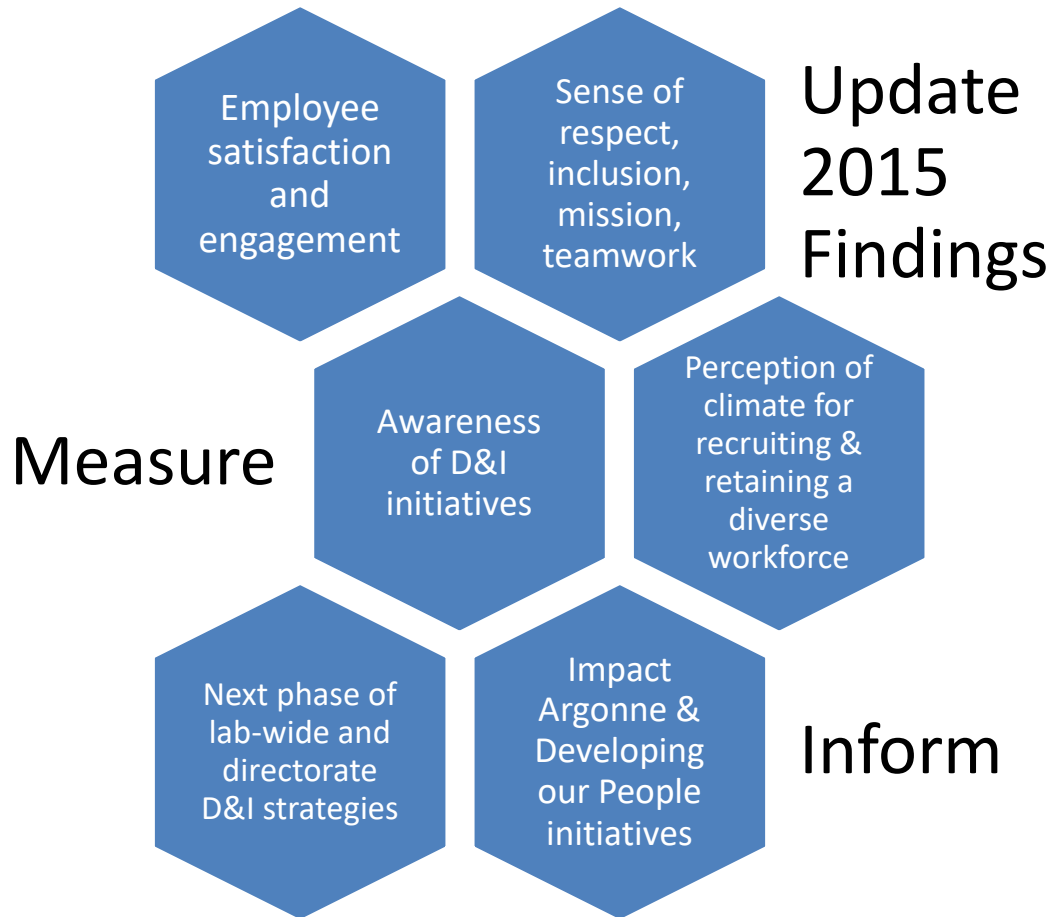 Employee
satisfaction
and
engagement
Sense of
respect,
inclusion,
mission,
teamwork
Update
2015
Findings
Measure
Awareness
of D&I
initiatives
Perception of
climate for
recruiting &
retaining a
diverse
workforce
Next phase of
lab-wide and
directorate
D&I strategies
Impact
Argonne &
Developing
our People
initiatives
Inform